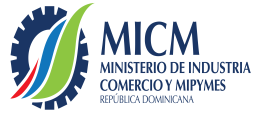 MICM
MINISTERIO DE INDUSTRIA
COMERCIO Y MIPYMES
REPÚBLICA DOMINICANA